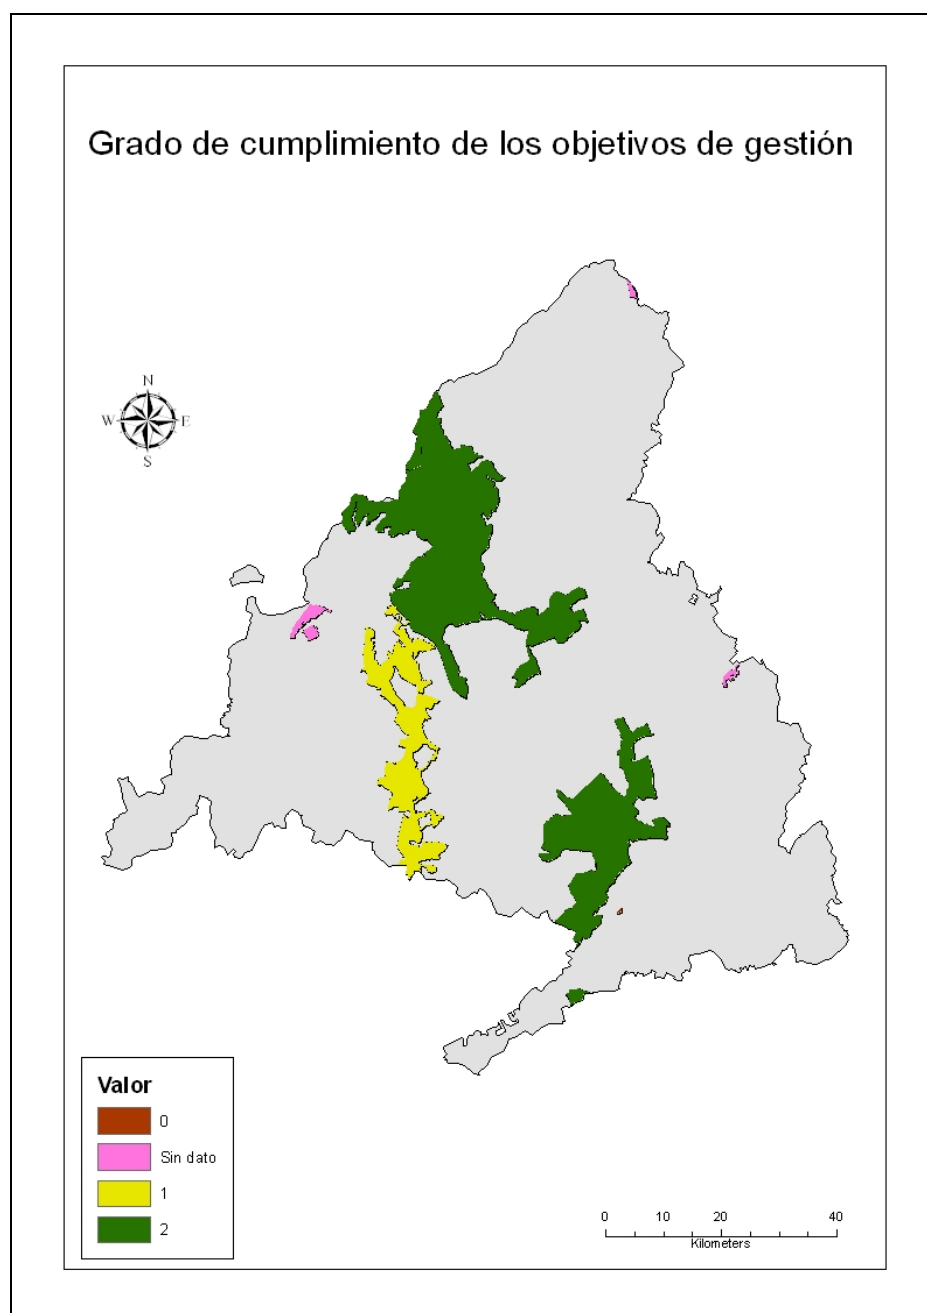 Grado de cumplimiento de los objetivos de gestión
N
W E
S
Valor
0
Sin dato
1
2
0 10 20 40
Kilometers